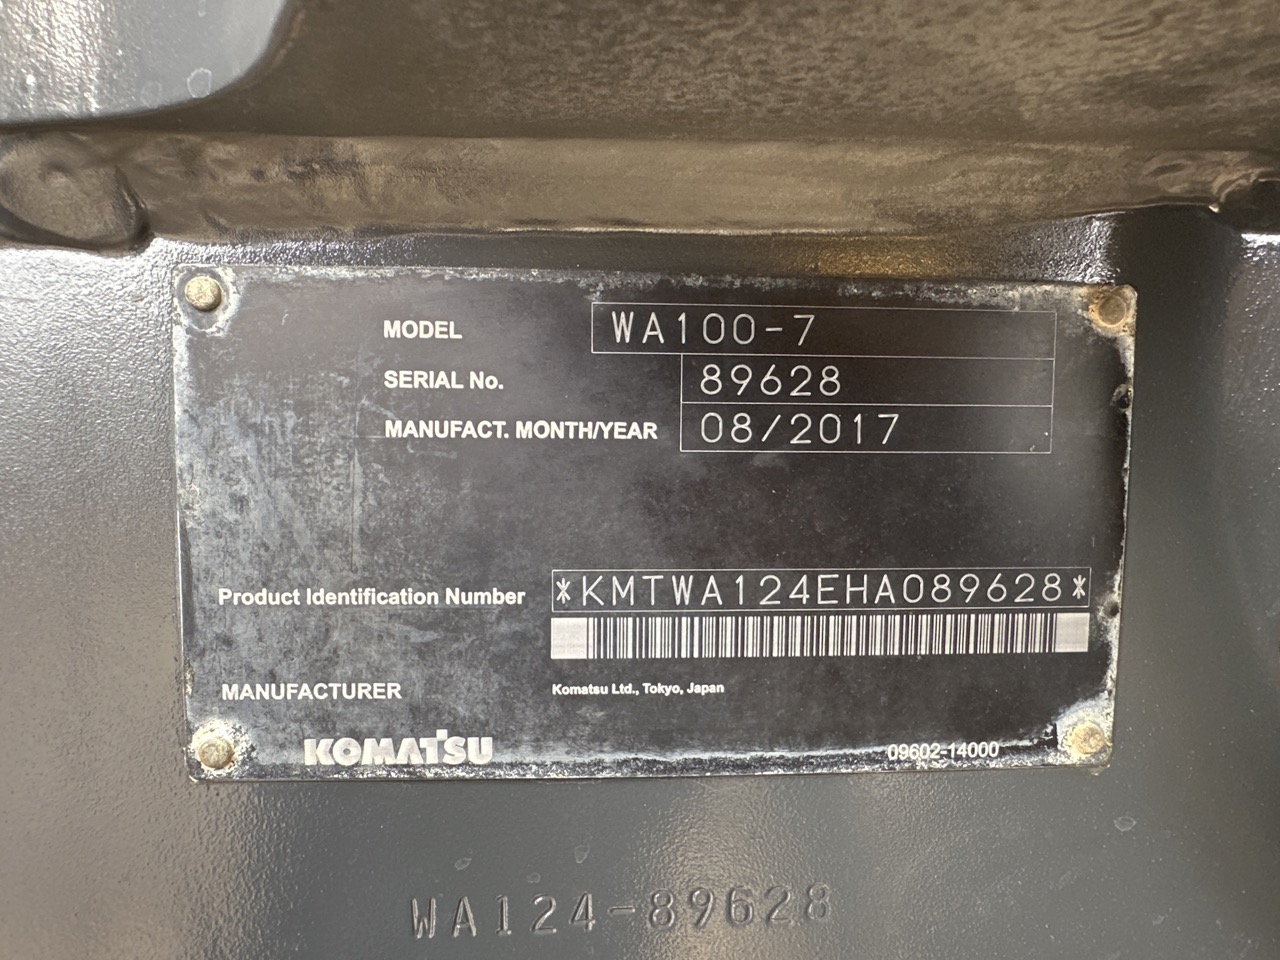 MODEL WA100-7
SERIAL No. 89628
MANUFACT. MONTH/YEAR 08/2017
Product Identification Number *KMTWA124EHA089628*
MANUFACTURER Komatsu Ltd., Tokyo, Japan
KOMATSU 09602-14000
WA124-89628